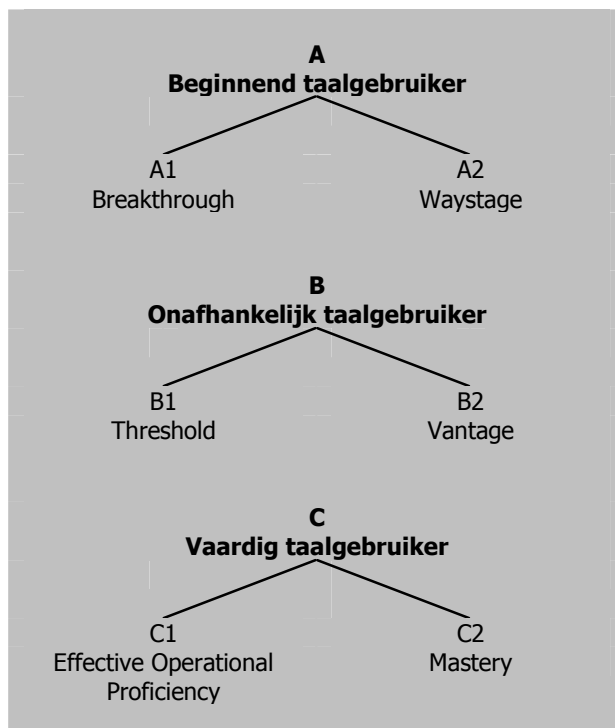 A
Beginnend taalgebruiker
A1
Breakthrough
A2
Waystage
B
Onafhankelijk taalgebruiker
B1
Threshold
B2
Vantage
C
Vaardig taalgebruiker
C1
Effective Operational
Proficiency
C2
Mastery